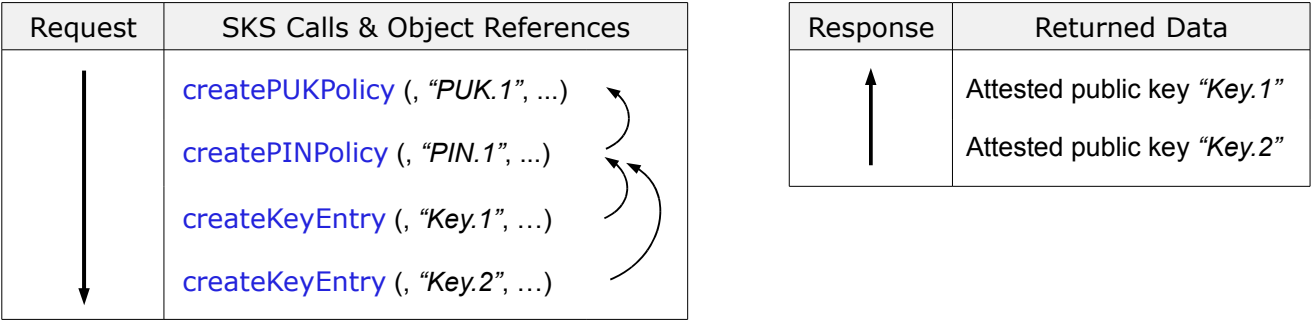 Request SKS Calls & Object References
createPUKPolicy (, “PUK.1”, ...)
createPINPolicy (, “PIN.1”, ...)
createKeyEntry (, “Key.1”, …)
createKeyEntry (, “Key.2”, …)
Response Returned Data
Attested public key “Key.1”
Attested public key “Key.2”